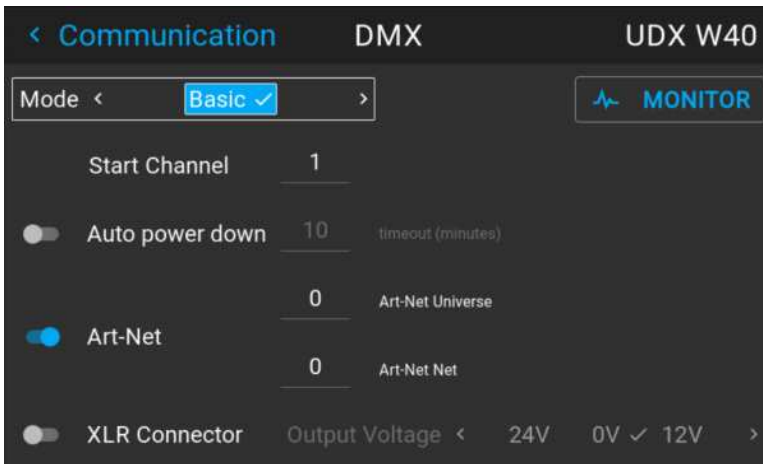 < Communication DMX UDX W40
Mode < Basic ✓ > MONITOR
Start Channel 1
Auto power down 10 timeout (minutes)
0 Art-Net Universe
Art-Net
0 Art-Net Net
XLR Connector Output Voltage < 24V 0V ✓ 12V >